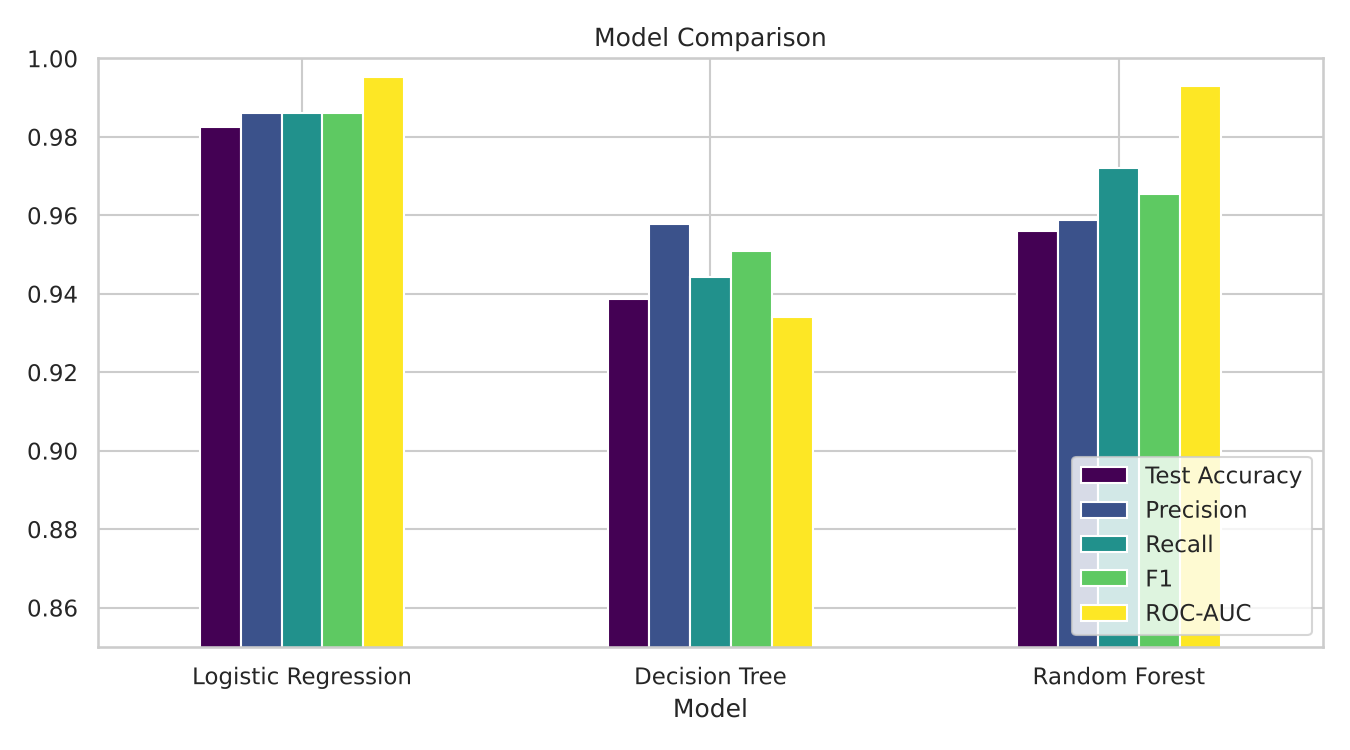 Model Comparison
1.00
0.98
0.96
0.94
0.92
0.90
0.88
0.86
Test Accuracy
Precision
Recall
F1
ROC-AUC
Logistic Regression
Decision Tree
Random Forest
Model